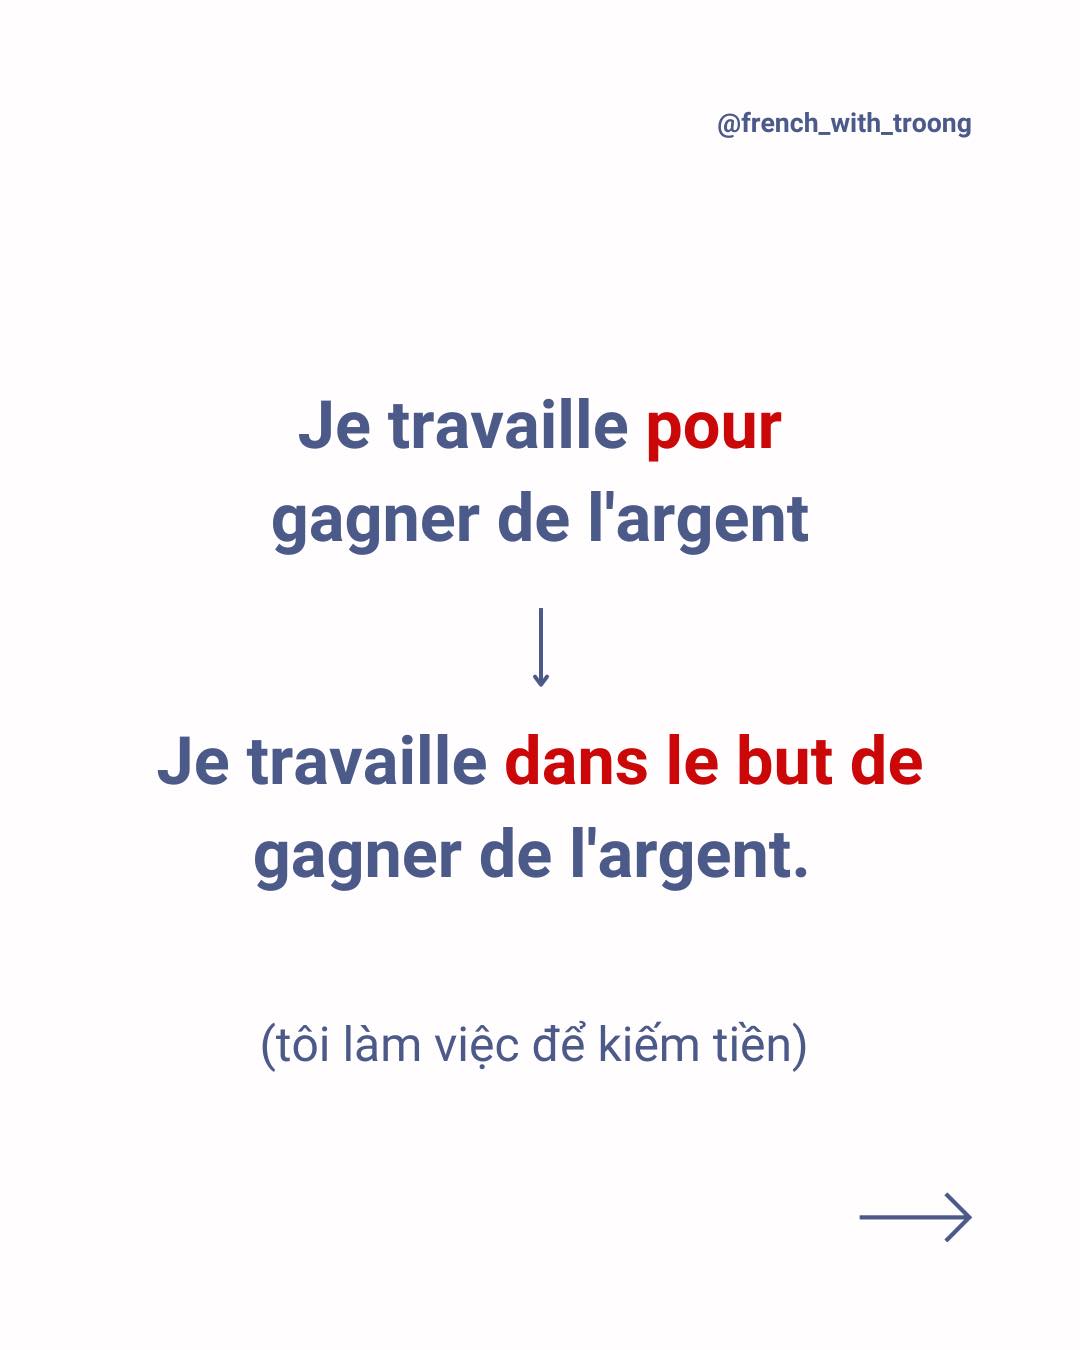 @french_with_troong
Je travaille pour
gagner de l'argent
Je travaille dans le but de
gagner de l'argent.
(tôi làm việc để kiếm tiền)